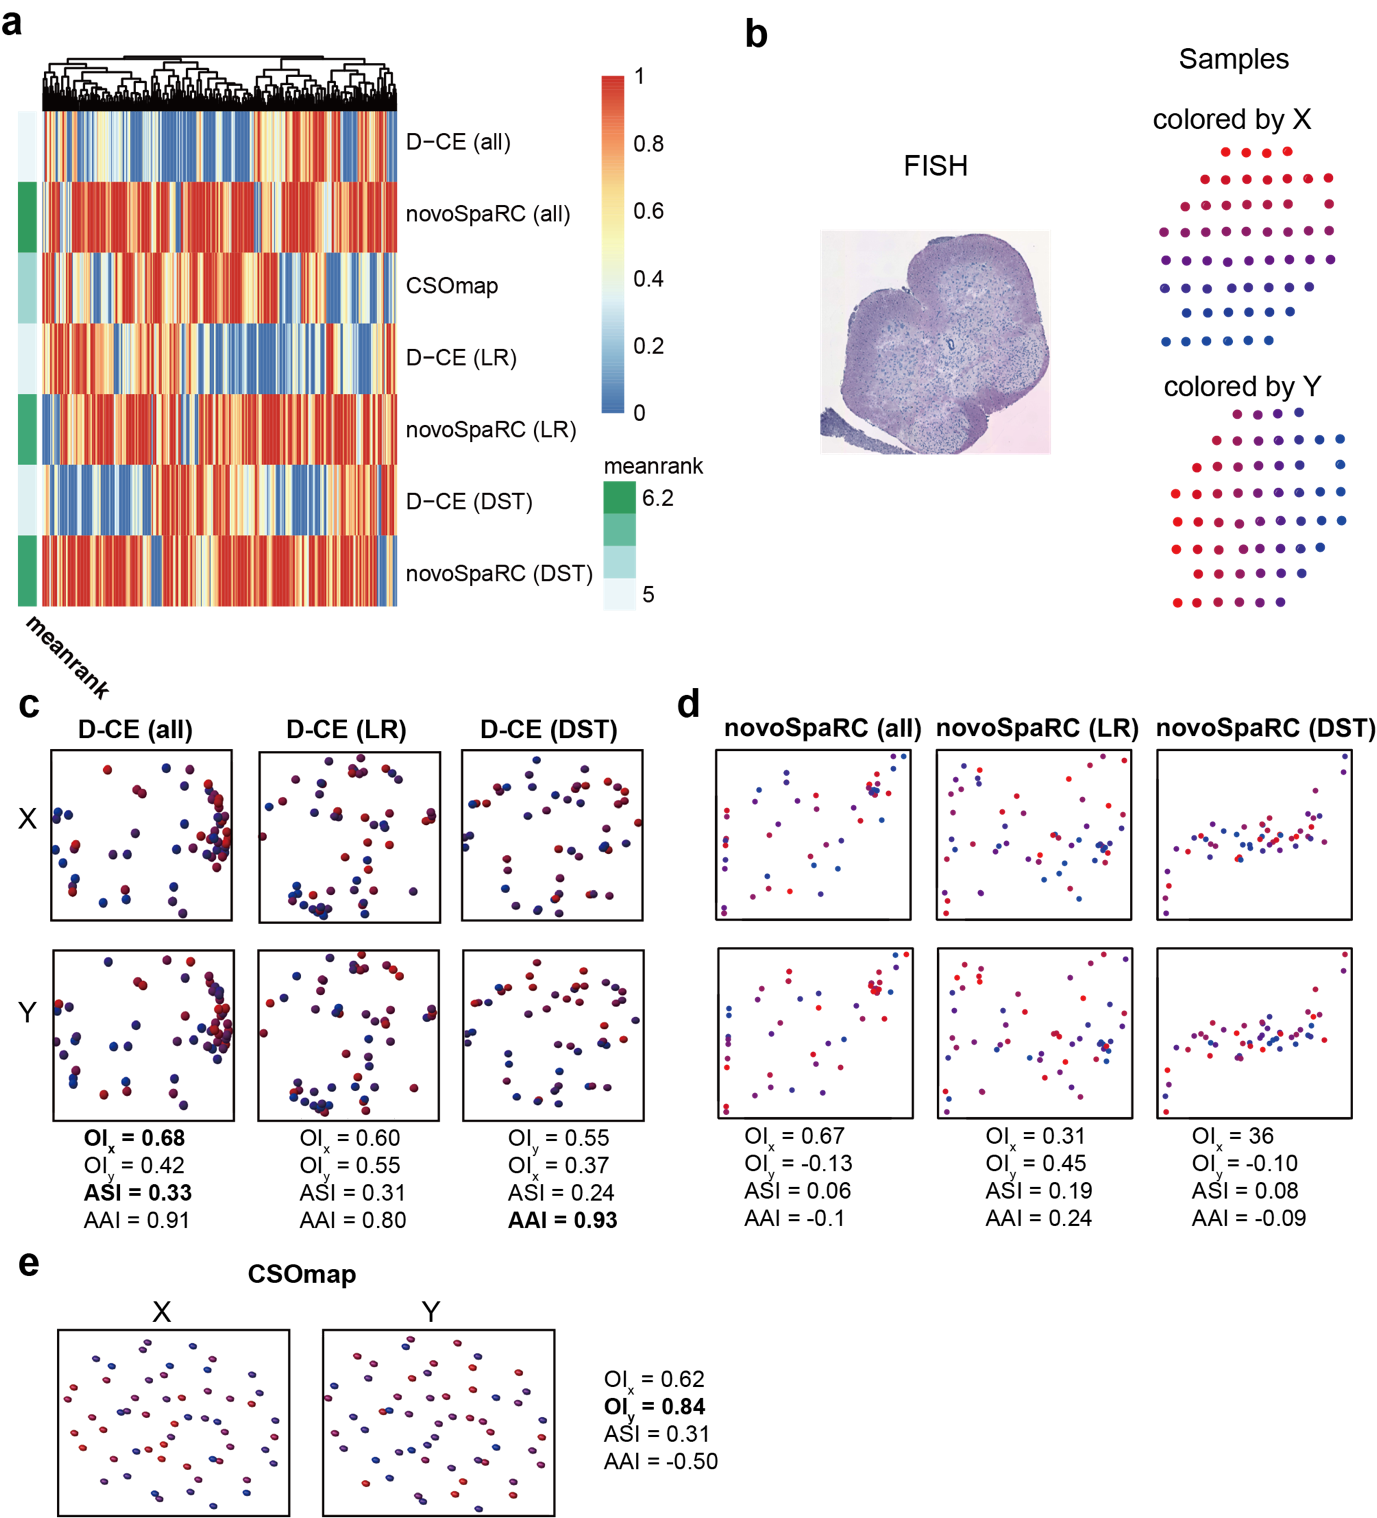 a
D−CE (all)
novoSpaRC (all)
CSOmap
D−CE (LR)
novoSpaRC (LR)
D−CE (DST)
novoSpaRC (DST)
meanrank
1
0.8
0.6
0.4
0.2
0
meanrank
6.2
5
b
FISH
Samples
colored by X
colored by Y
c
D-CE (all)
D-CE (LR)
D-CE (DST)
X
Y
OIx = 0.68
OIy = 0.42
ASI = 0.33
AAI = 0.91
OIx = 0.60
OIy = 0.55
ASI = 0.31
AAI = 0.80
OIy = 0.55
OIx = 0.37
ASI = 0.24
AAI = 0.93
d
novoSpaRC (all)
novoSpaRC (LR)
novoSpaRC (DST)
OIx = 0.67
OIy = -0.13
ASI = 0.06
AAI = -0.1
OIx = 0.31
OIy = 0.45
ASI = 0.19
AAI = 0.24
OIx = 36
OIy = -0.10
ASI = 0.08
AAI = -0.09
e
CSOmap
X
Y
OIx = 0.62
OIy = 0.84
ASI = 0.31
AAI = -0.50